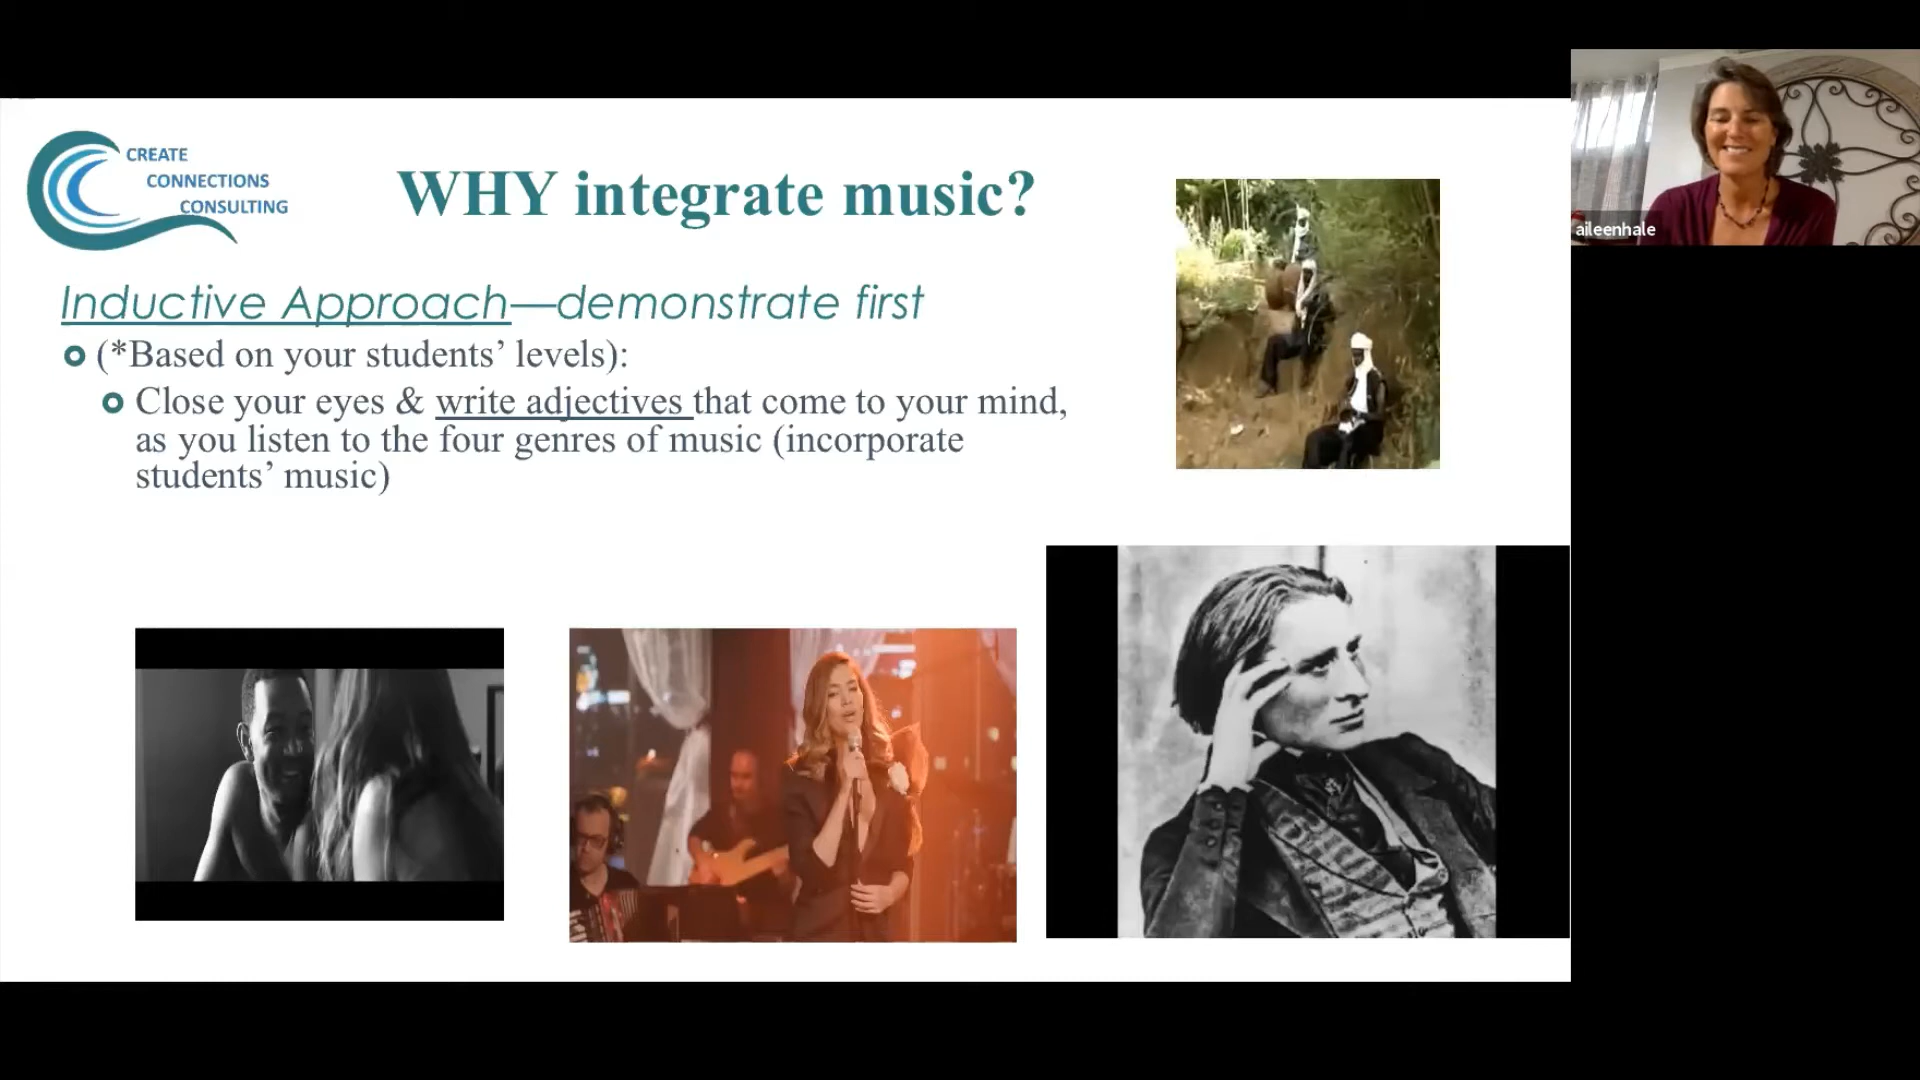 CREATE
CONNECTIONS
CONSULTING
WHY integrate music?
aileenhale
Inductive Approach—demonstrate first
(*Based on your students’ levels):
Close your eyes & write adjectives that come to your mind,
as you listen to the four genres of music (incorporate
students’ music)